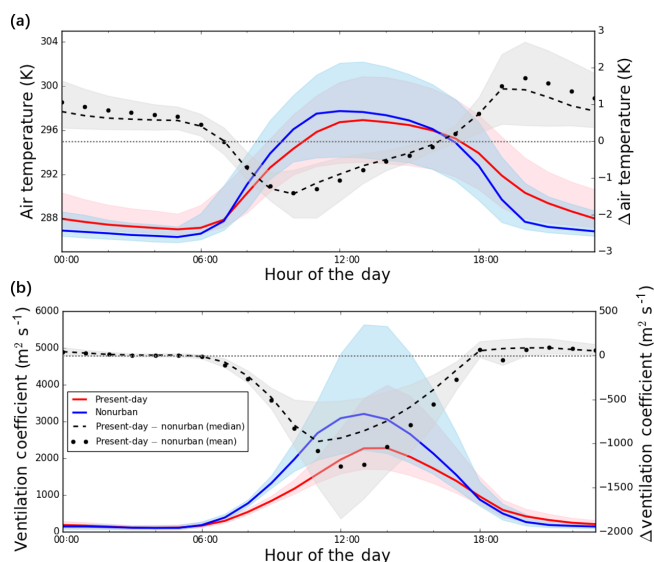 (a)
304
300
296
292
288
Air temperature (K)
3
2
1
0
−1
−2
−3
Δair temperature (K)
00:00
06:00
12:00
18:00
Hour of the day
(b)
6000
5000
4000
3000
2000
1000
0
Ventilation coefficient (m² s⁻¹)
500
0
−500
−1000
−1500
−2000
Δventilation coefficient (m² s⁻¹)
Present-day
Nonurban
Present-day − nonurban (median)
Present-day − nonurban (mean)
00:00
06:00
12:00
18:00
Hour of the day